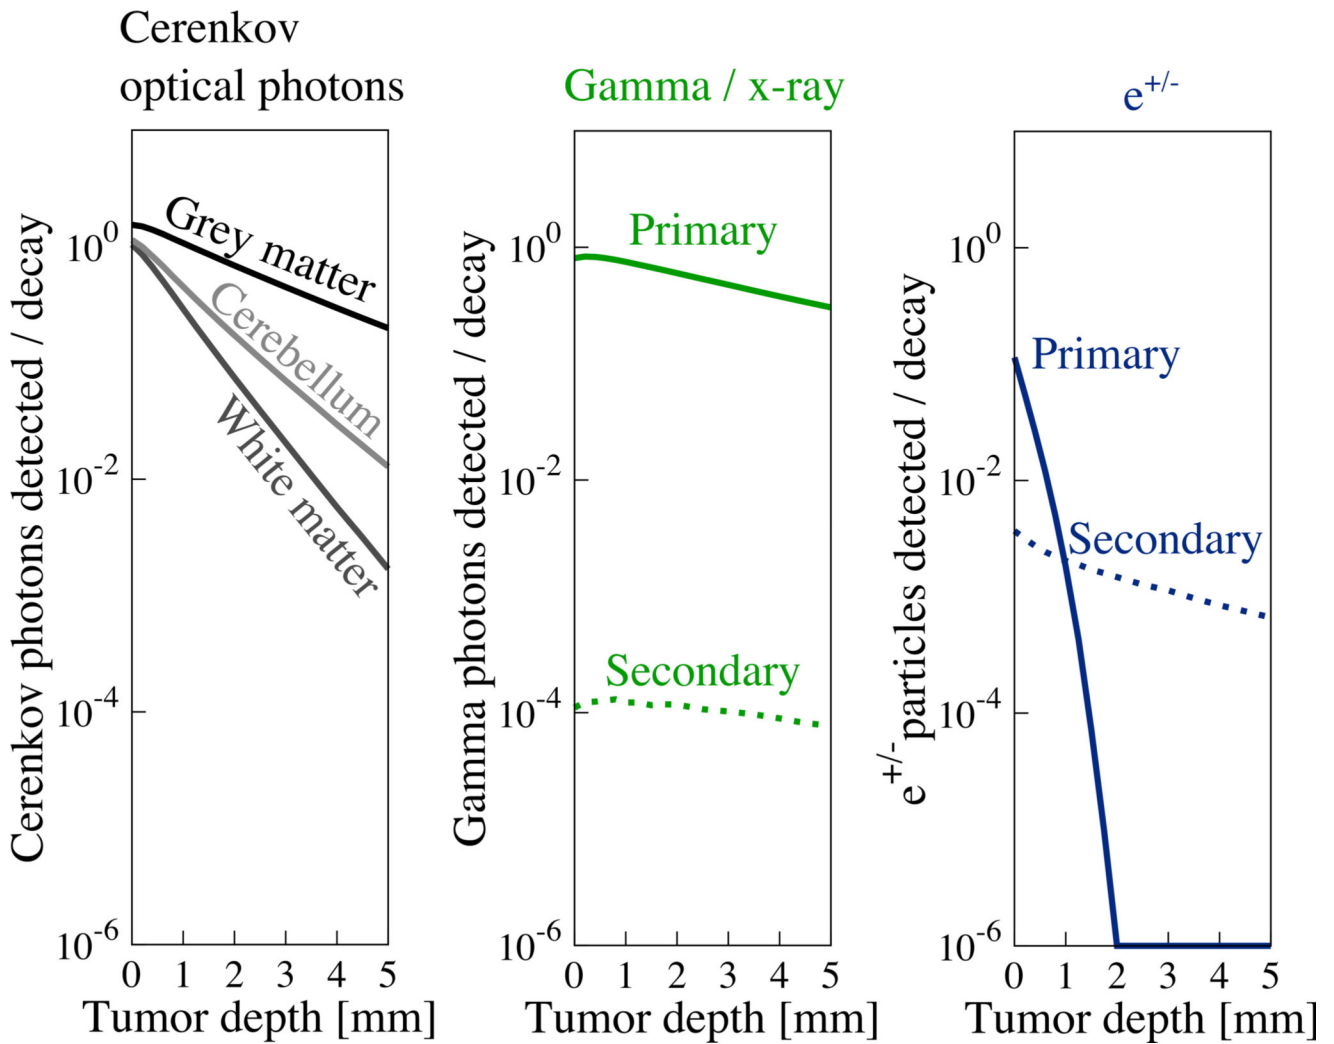 Cerenkov
optical photons
Cerenkov photons detected / decay
10^0
10^-2
10^-4
10^-6
Grey matter
Cerebellum
White matter
0 1 2 3 4 5
Tumor depth [mm]
Gamma / x-ray
Gamma photons detected / decay
10^0
10^-2
10^-4
10^-6
Primary
Secondary
0 1 2 3 4 5
Tumor depth [mm]
e^+/-
e^+/- particles detected / decay
10^0
10^-2
10^-4
10^-6
Primary
Secondary
0 1 2 3 4 5
Tumor depth [mm]